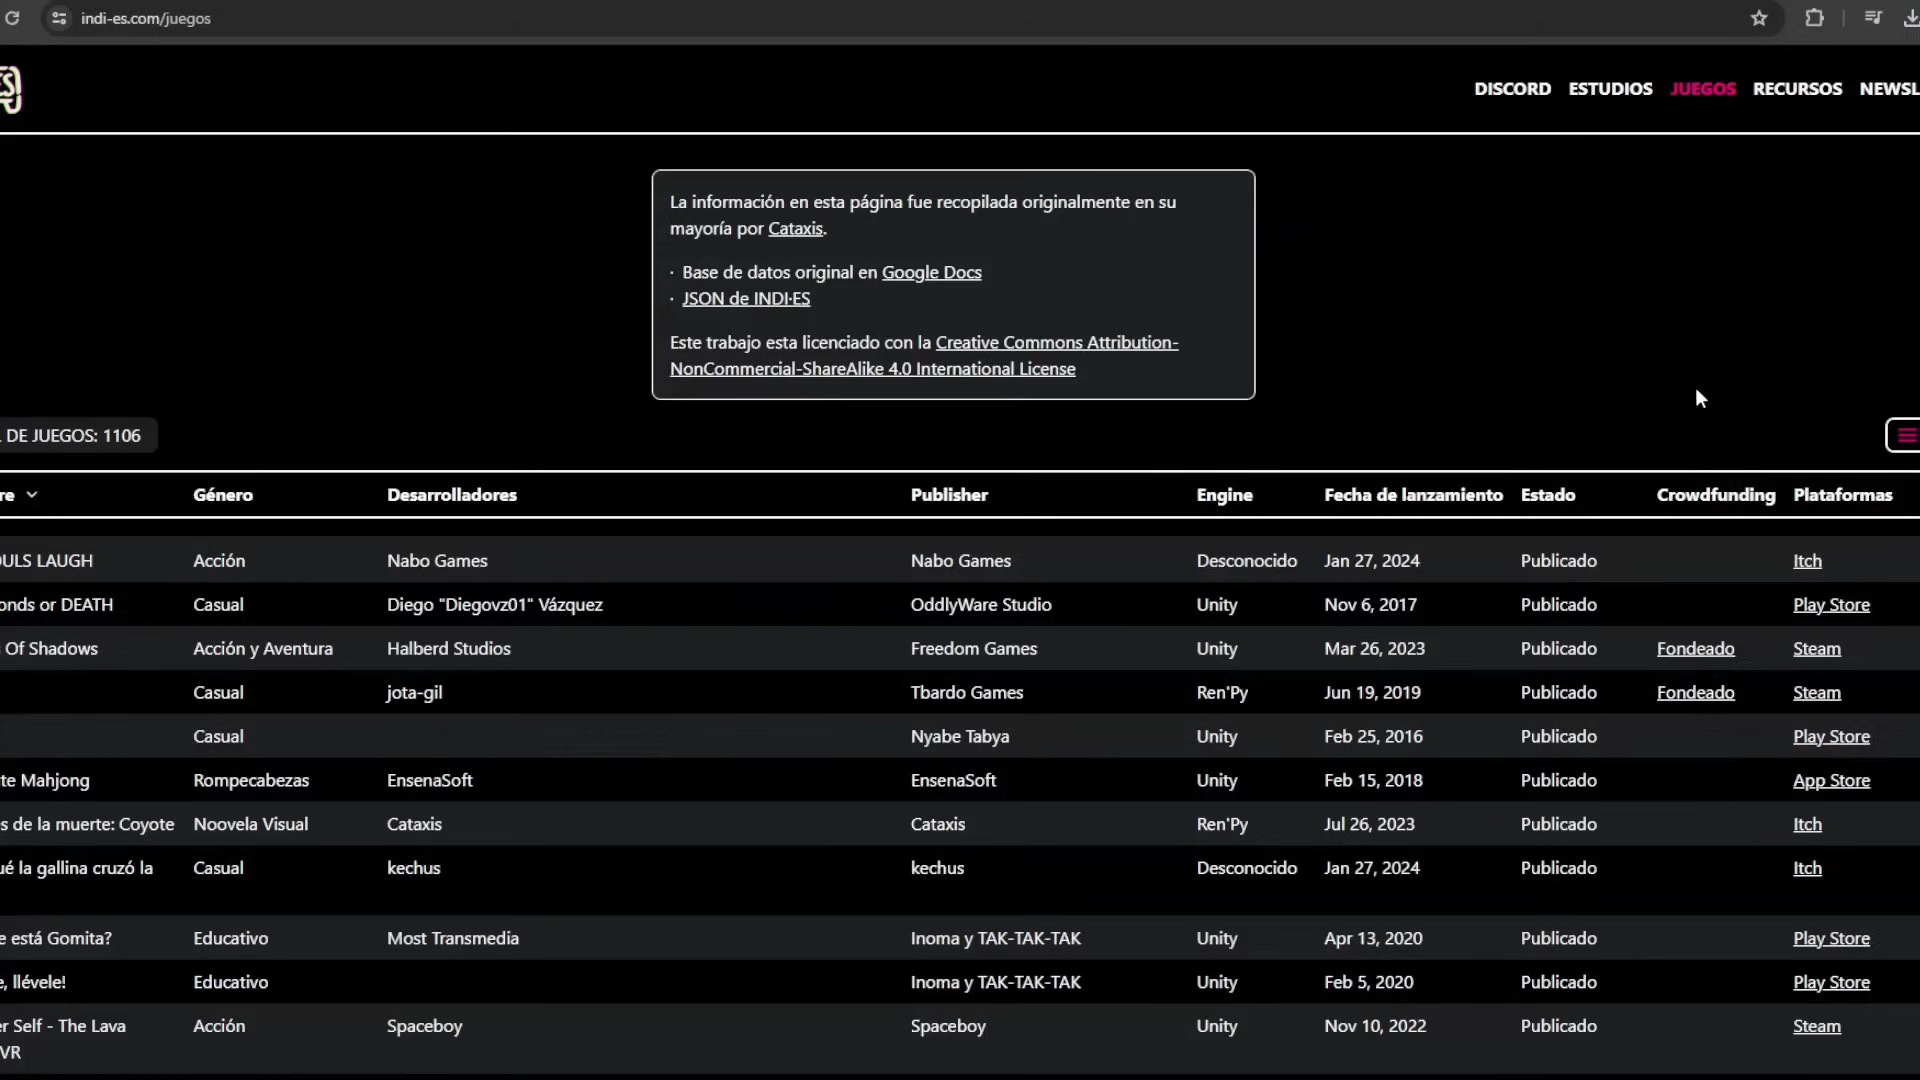 indi-es.com/juegos
DISCORD ESTUDIOS JUEGOS RECURSOS NEWSL
La información en esta página fue recopilada originalmente en su
mayoría por Cataxis.
· Base de datos original en Google Docs
· JSON de INDI·ES
Este trabajo esta licenciado con la Creative Commons Attribution-
NonCommercial-ShareAlike 4.0 International License
DE JUEGOS: 1106
re Género Desarrolladores Publisher Engine Fecha de lanzamiento Estado Crowdfunding Plataformas
OULS LAUGH Acción Nabo Games Nabo Games Desconocido Jan 27, 2024 Publicado Itch
onds or DEATH Casual Diego "Diegovz01" Vázquez OddlyWare Studio Unity Nov 6, 2017 Publicado Play Store
Of Shadows Acción y Aventura Halberd Studios Freedom Games Unity Mar 26, 2023 Publicado Fondeado Steam
Casual jota-gil Tbardo Games Ren'Py Jun 19, 2019 Publicado Fondeado Steam
Casual Nyabe Tabya Unity Feb 25, 2016 Publicado Play Store
te Mahjong Rompecabezas EnsenaSoft EnsenaSoft Unity Feb 15, 2018 Publicado App Store
s de la muerte: Coyote Noovela Visual Cataxis Cataxis Ren'Py Jul 26, 2023 Publicado Itch
ué la gallina cruzó la Casual kechus kechus Desconocido Jan 27, 2024 Publicado Itch
e está Gomita? Educativo Most Transmedia Inoma y TAK-TAK-TAK Unity Apr 13, 2020 Publicado Play Store
e, llévele! Educativo Inoma y TAK-TAK-TAK Unity Feb 5, 2020 Publicado Play Store
er Self - The Lava Acción Spaceboy Spaceboy Unity Nov 10, 2022 Publicado Steam
VR